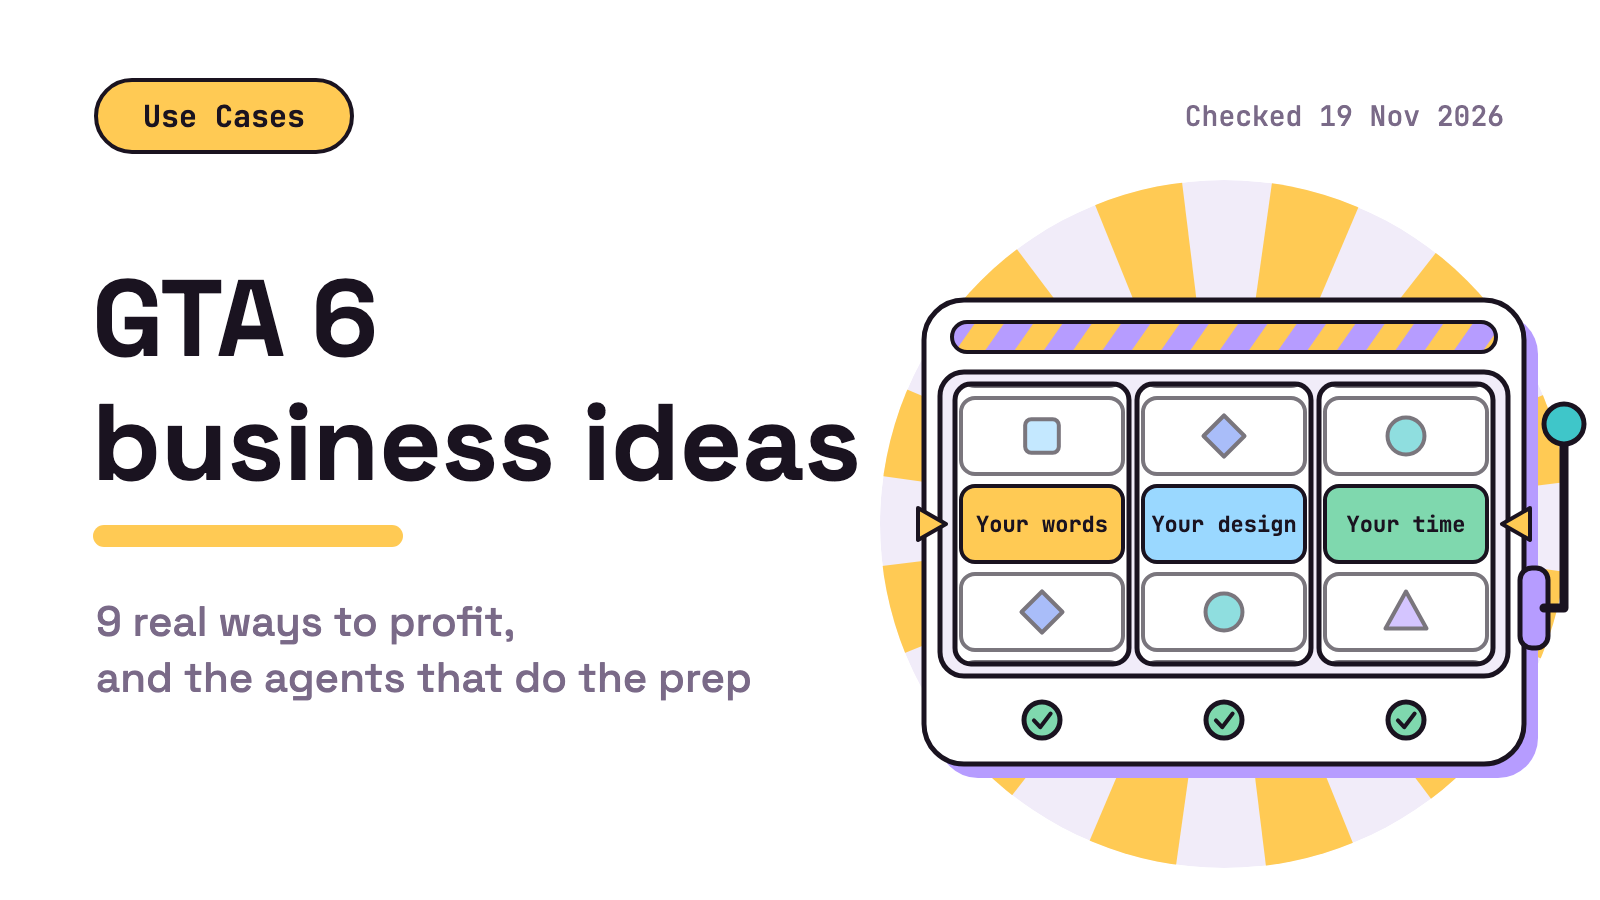 Use Cases
Checked 19 Nov 2026
GTA 6
business ideas
9 real ways to profit,
and the agents that do the prep
Your words
Your design
Your time